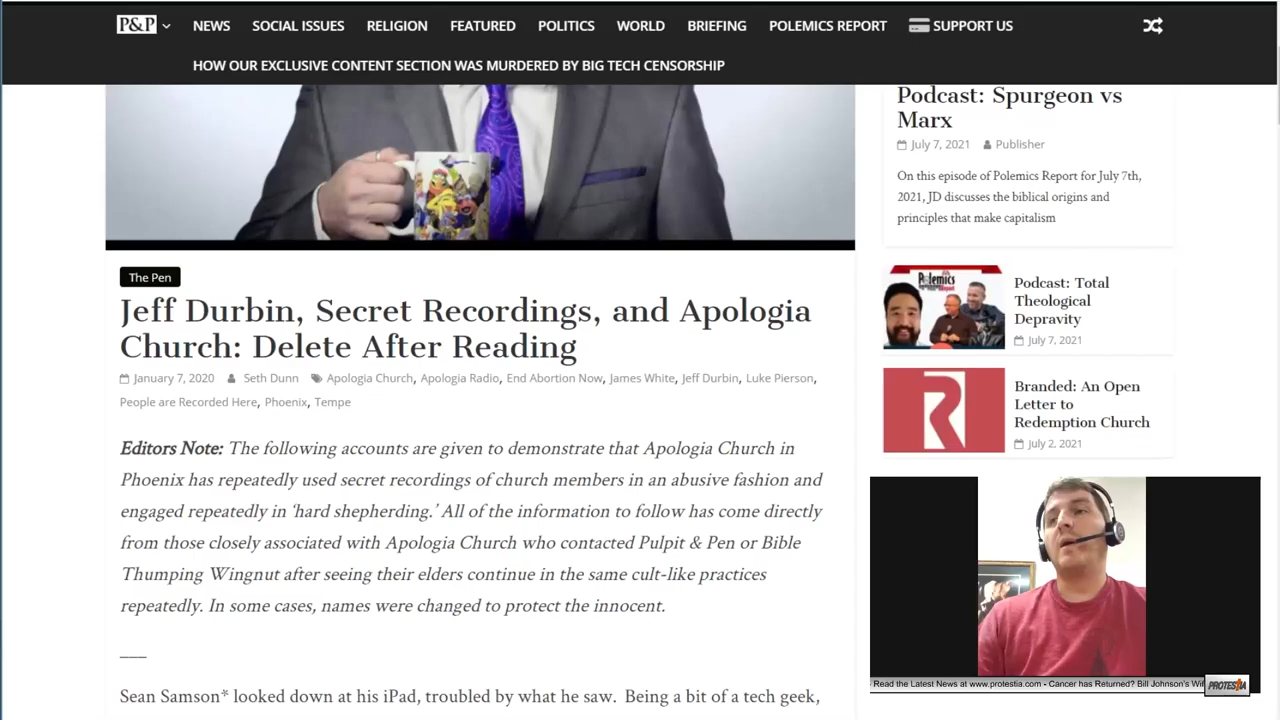 P&P
NEWS
SOCIAL ISSUES
RELIGION
FEATURED
POLITICS
WORLD
BRIEFING
POLEMICS REPORT
SUPPORT US
HOW OUR EXCLUSIVE CONTENT SECTION WAS MURDERED BY BIG TECH CENSORSHIP
The Pen
Jeff Durbin, Secret Recordings, and Apologia
Church: Delete After Reading
January 7, 2020 Seth Dunn Apologia Church, Apologia Radio, End Abortion Now, James White, Jeff Durbin, Luke Pierson,
People are Recorded Here, Phoenix, Tempe
Editors Note: The following accounts are given to demonstrate that Apologia Church in
Phoenix has repeatedly used secret recordings of church members in an abusive fashion and
engaged repeatedly in ‘hard shepherding.’ All of the information to follow has come directly
from those closely associated with Apologia Church who contacted Pulpit & Pen or Bible
Thumping Wingnut after seeing their elders continue in the same cult-like practices
repeatedly. In some cases, names were changed to protect the innocent.
Sean Samson* looked down at his iPad, troubled by what he saw. Being a bit of a tech geek,
Podcast: Spurgeon vs
Marx
July 7, 2021 Publisher
On this episode of Polemics Report for July 7th,
2021, JD discusses the biblical origins and
principles that make capitalism
Polemics
Podcast: Total
Theological
Depravity
July 7, 2021
R
Branded: An Open
Letter to
Redemption Church
July 2, 2021
Read the Latest News at www.protestia.com - Cancer has Returned? Bill Johnson's Wi
PROTESTIA